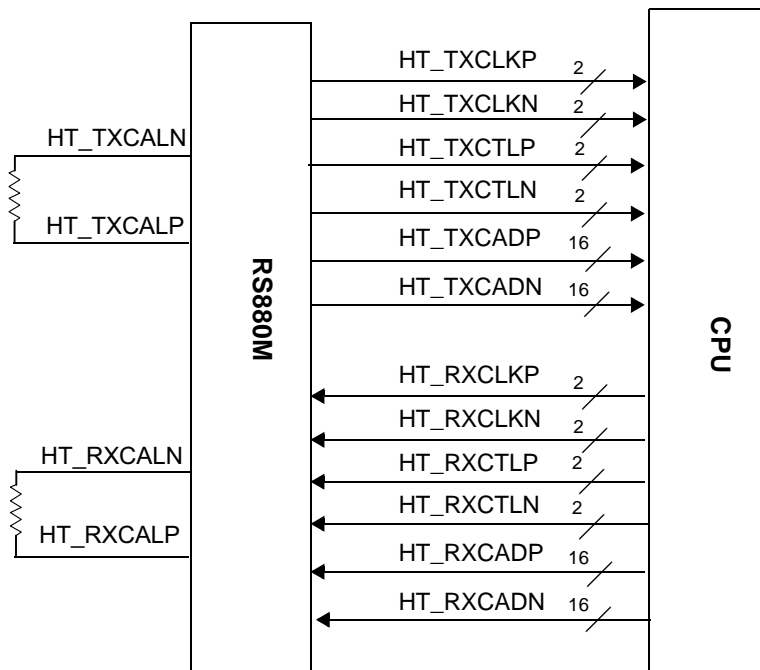 HT_TXCALN
HT_TXCALP
HT_RXCALN
HT_RXCALP
RS880M
HT_TXCLKP 2
HT_TXCLKN 2
HT_TXCTLP 2
HT_TXCTLN 2
HT_TXCADP 16
HT_TXCADN 16
HT_RXCLKP 2
HT_RXCLKN 2
HT_RXCTLP 2
HT_RXCTLN 2
HT_RXCADP 16
HT_RXCADN 16
CPU